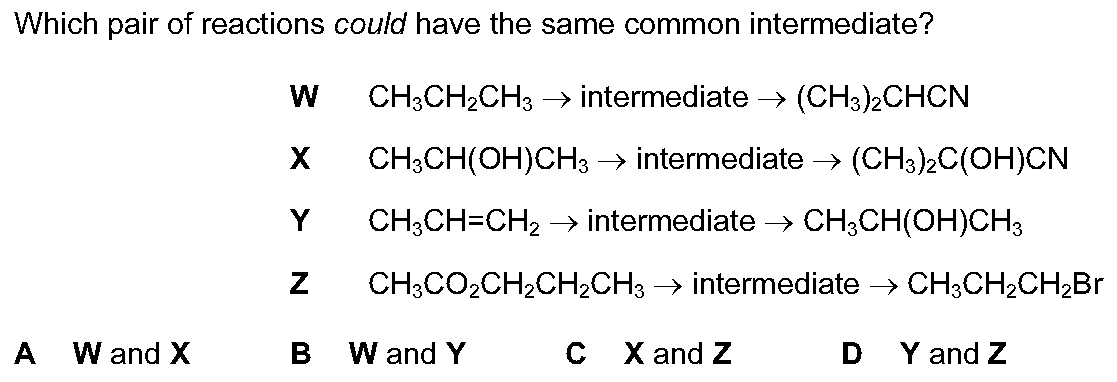 Which pair of reactions could have the same common intermediate?
W CH₃CH₂CH₃ → intermediate → (CH₃)₂CHCN
X CH₃CH(OH)CH₃ → intermediate → (CH₃)₂C(OH)CN
Y CH₃CH=CH₂ → intermediate → CH₃CH(OH)CH₃
Z CH₃CO₂CH₂CH₂CH₃ → intermediate → CH₃CH₂CH₂Br
A W and X B W and Y C X and Z D Y and Z